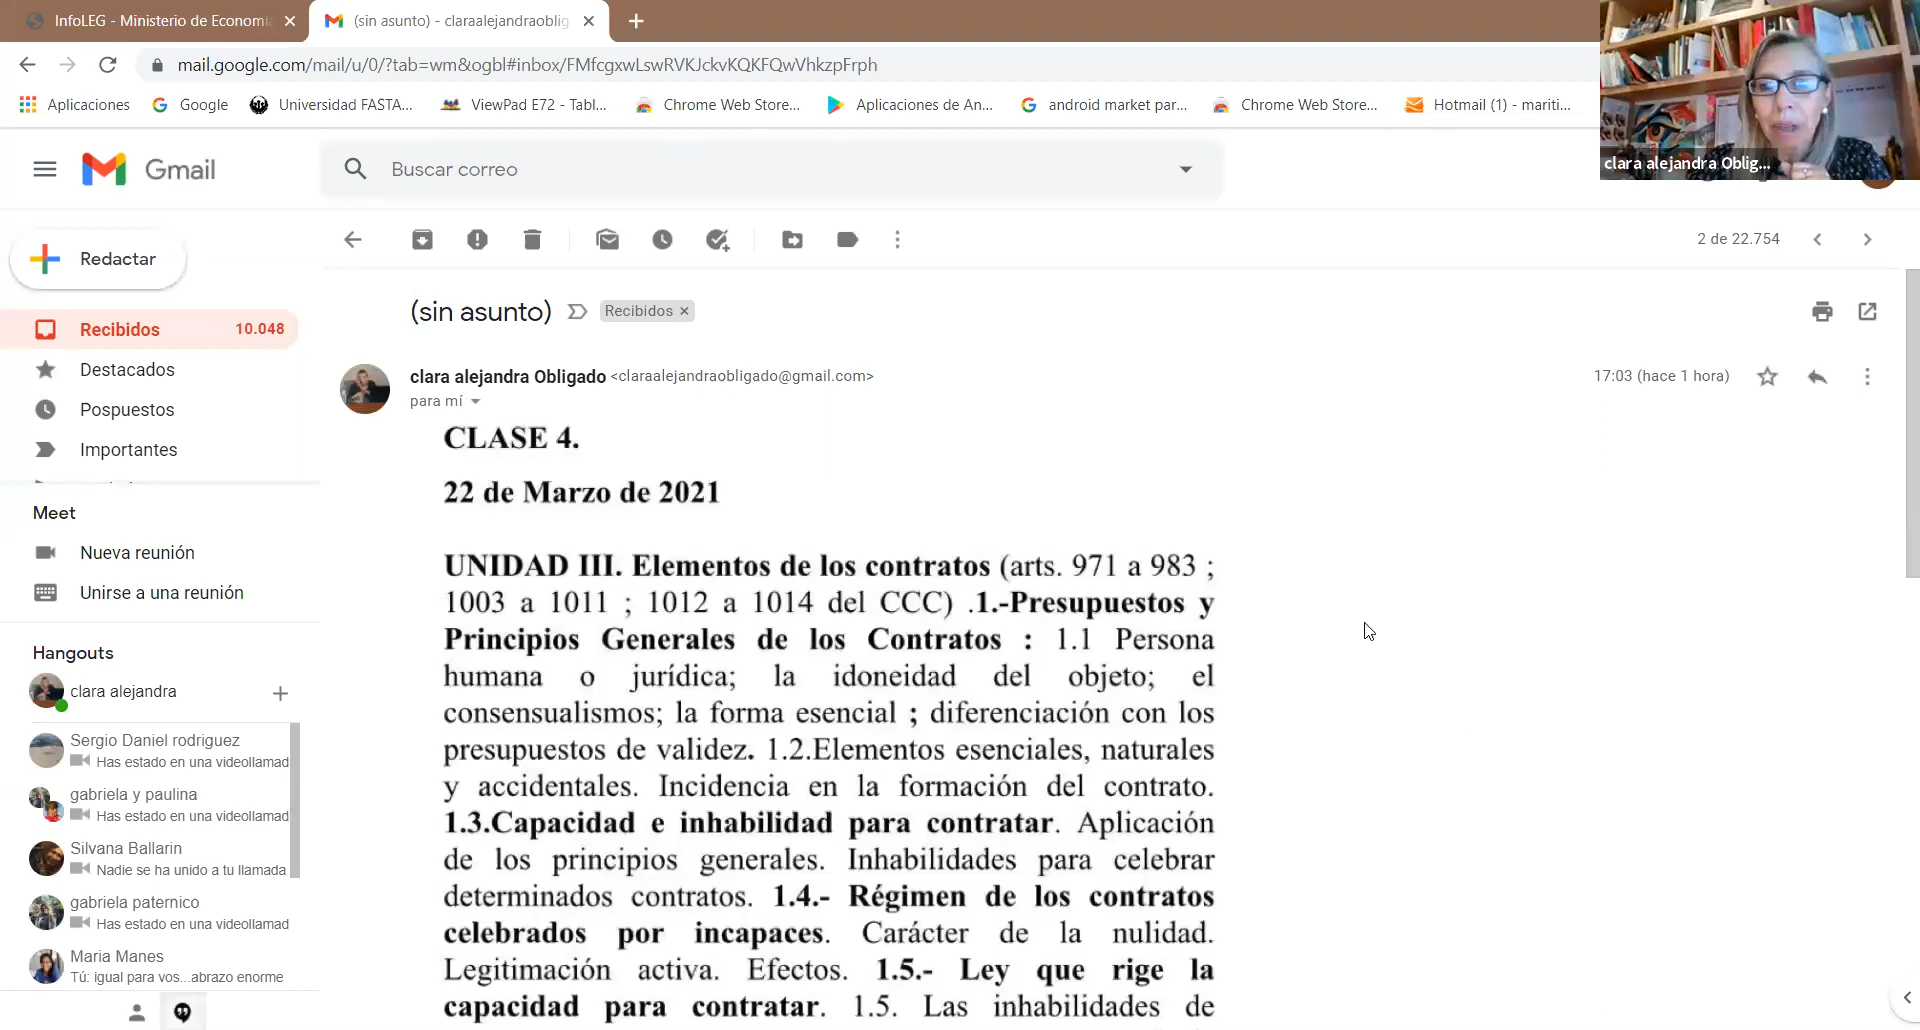 InfoLEG - Ministerio de Economi
(sin asunto) - claraalejandraoblig
mail.google.com/mail/u/0/?tab=wm&ogbl#inbox/FMfcgxwLswRVKJckvKQKFQwVhkzpFrph
Aplicaciones
Google
Universidad FASTA...
ViewPad E72 - Tabl...
Chrome Web Store...
Aplicaciones de An...
android market par...
Chrome Web Store...
Hotmail (1) - mariti...
clara alejandra Oblig...
Gmail
Buscar correo
Redactar
2 de 22.754
(sin asunto)
Recibidos
Recibidos 10.048
Destacados
Pospuestos
Importantes
Meet
Nueva reunión
Unirse a una reunión
Hangouts
clara alejandra
Sergio Daniel rodriguez
Has estado en una videollamad
gabriela y paulina
Has estado en una videollamad
Silvana Ballarin
Nadie se ha unido a tu llamada
gabriela paternico
Has estado en una videollamad
Maria Manes
Tú: igual para vos...abrazo enorme
clara alejandra Obligado <claraalejandraobligado@gmail.com>
17:03 (hace 1 hora)
para mí
CLASE 4.
22 de Marzo de 2021
UNIDAD III. Elementos de los contratos (arts. 971 a 983 ;
1003 a 1011 ; 1012 a 1014 del CCC) .1.-Presupuestos y
Principios Generales de los Contratos : 1.1 Persona
humana o jurídica; la idoneidad del objeto; el
consensualismos; la forma esencial ; diferenciación con los
presupuestos de validez. 1.2.Elementos esenciales, naturales
y accidentales. Incidencia en la formación del contrato.
1.3.Capacidad e inhabilidad para contratar. Aplicación
de los principios generales. Inhabilidades para celebrar
determinados contratos. 1.4.- Régimen de los contratos
celebrados por incapaces. Carácter de la nulidad.
Legitimación activa. Efectos. 1.5.- Ley que rige la
capacidad para contratar. 1.5. Las inhabilidades de